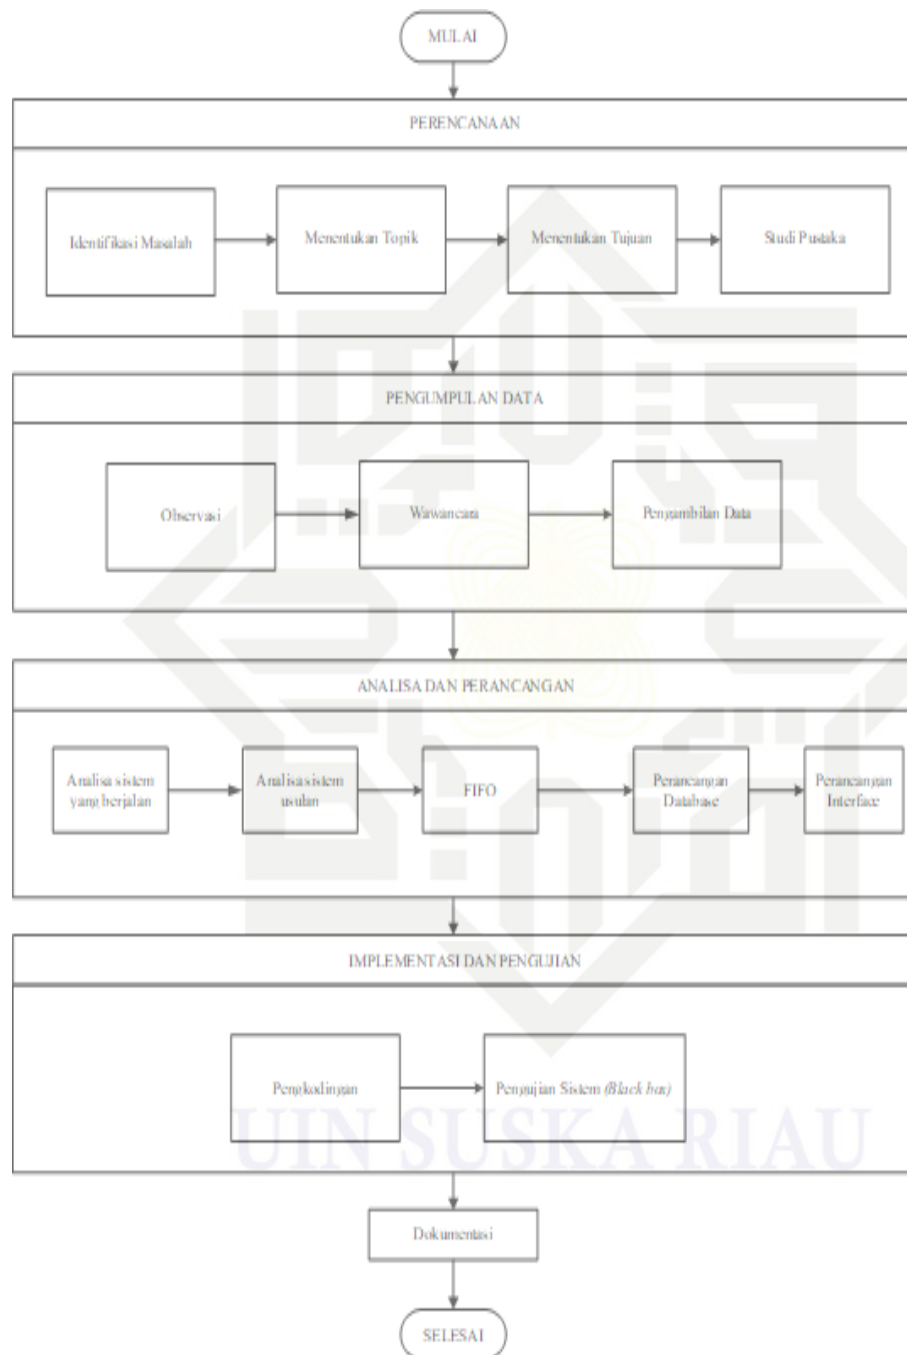 MULAI
PERENCANAAN
Identifikasi Masalah
Menentukan Topik
Menentukan Tujuan
Studi Pustaka
PENGUMPULAN DATA
Observasi
Wawancara
Pengambilan Data
ANALISA DAN PERANCANGAN
Analisa sistem
yang berjalan
Analisa sistem
usulan
FIFO
Perancangan
Database
Perancangan
Interface
IMPLEMENTASI DAN PENGUJIAN
Pengkodingan
Pengujian Sistem (Black box)
UIN SUSKA RIAU
Dokumentasi
SELESAI